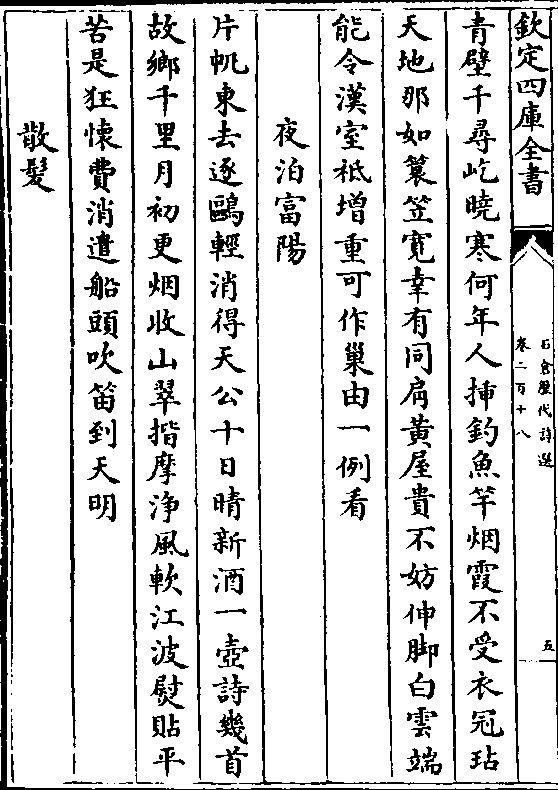 欽定四庫全書
石倉歷代詩選
卷二百十八
五
青壁千尋屹曉寒何年人揷釣魚竿烟霞不受衣冠玷
天地那如簑笠寛幸有同扄黄屋貴不妨伸脚白雲端
能令漢室祗增重可作巢由一例看
夜泊富陽
片帆東去逐鷗輕消得天公十日晴新酒一壺詩幾首
故鄉千里月初更烟收山翠揩摩淨風軟江波熨貼平
苦是狂懐費消遣船頭吹笛到天明
散髮